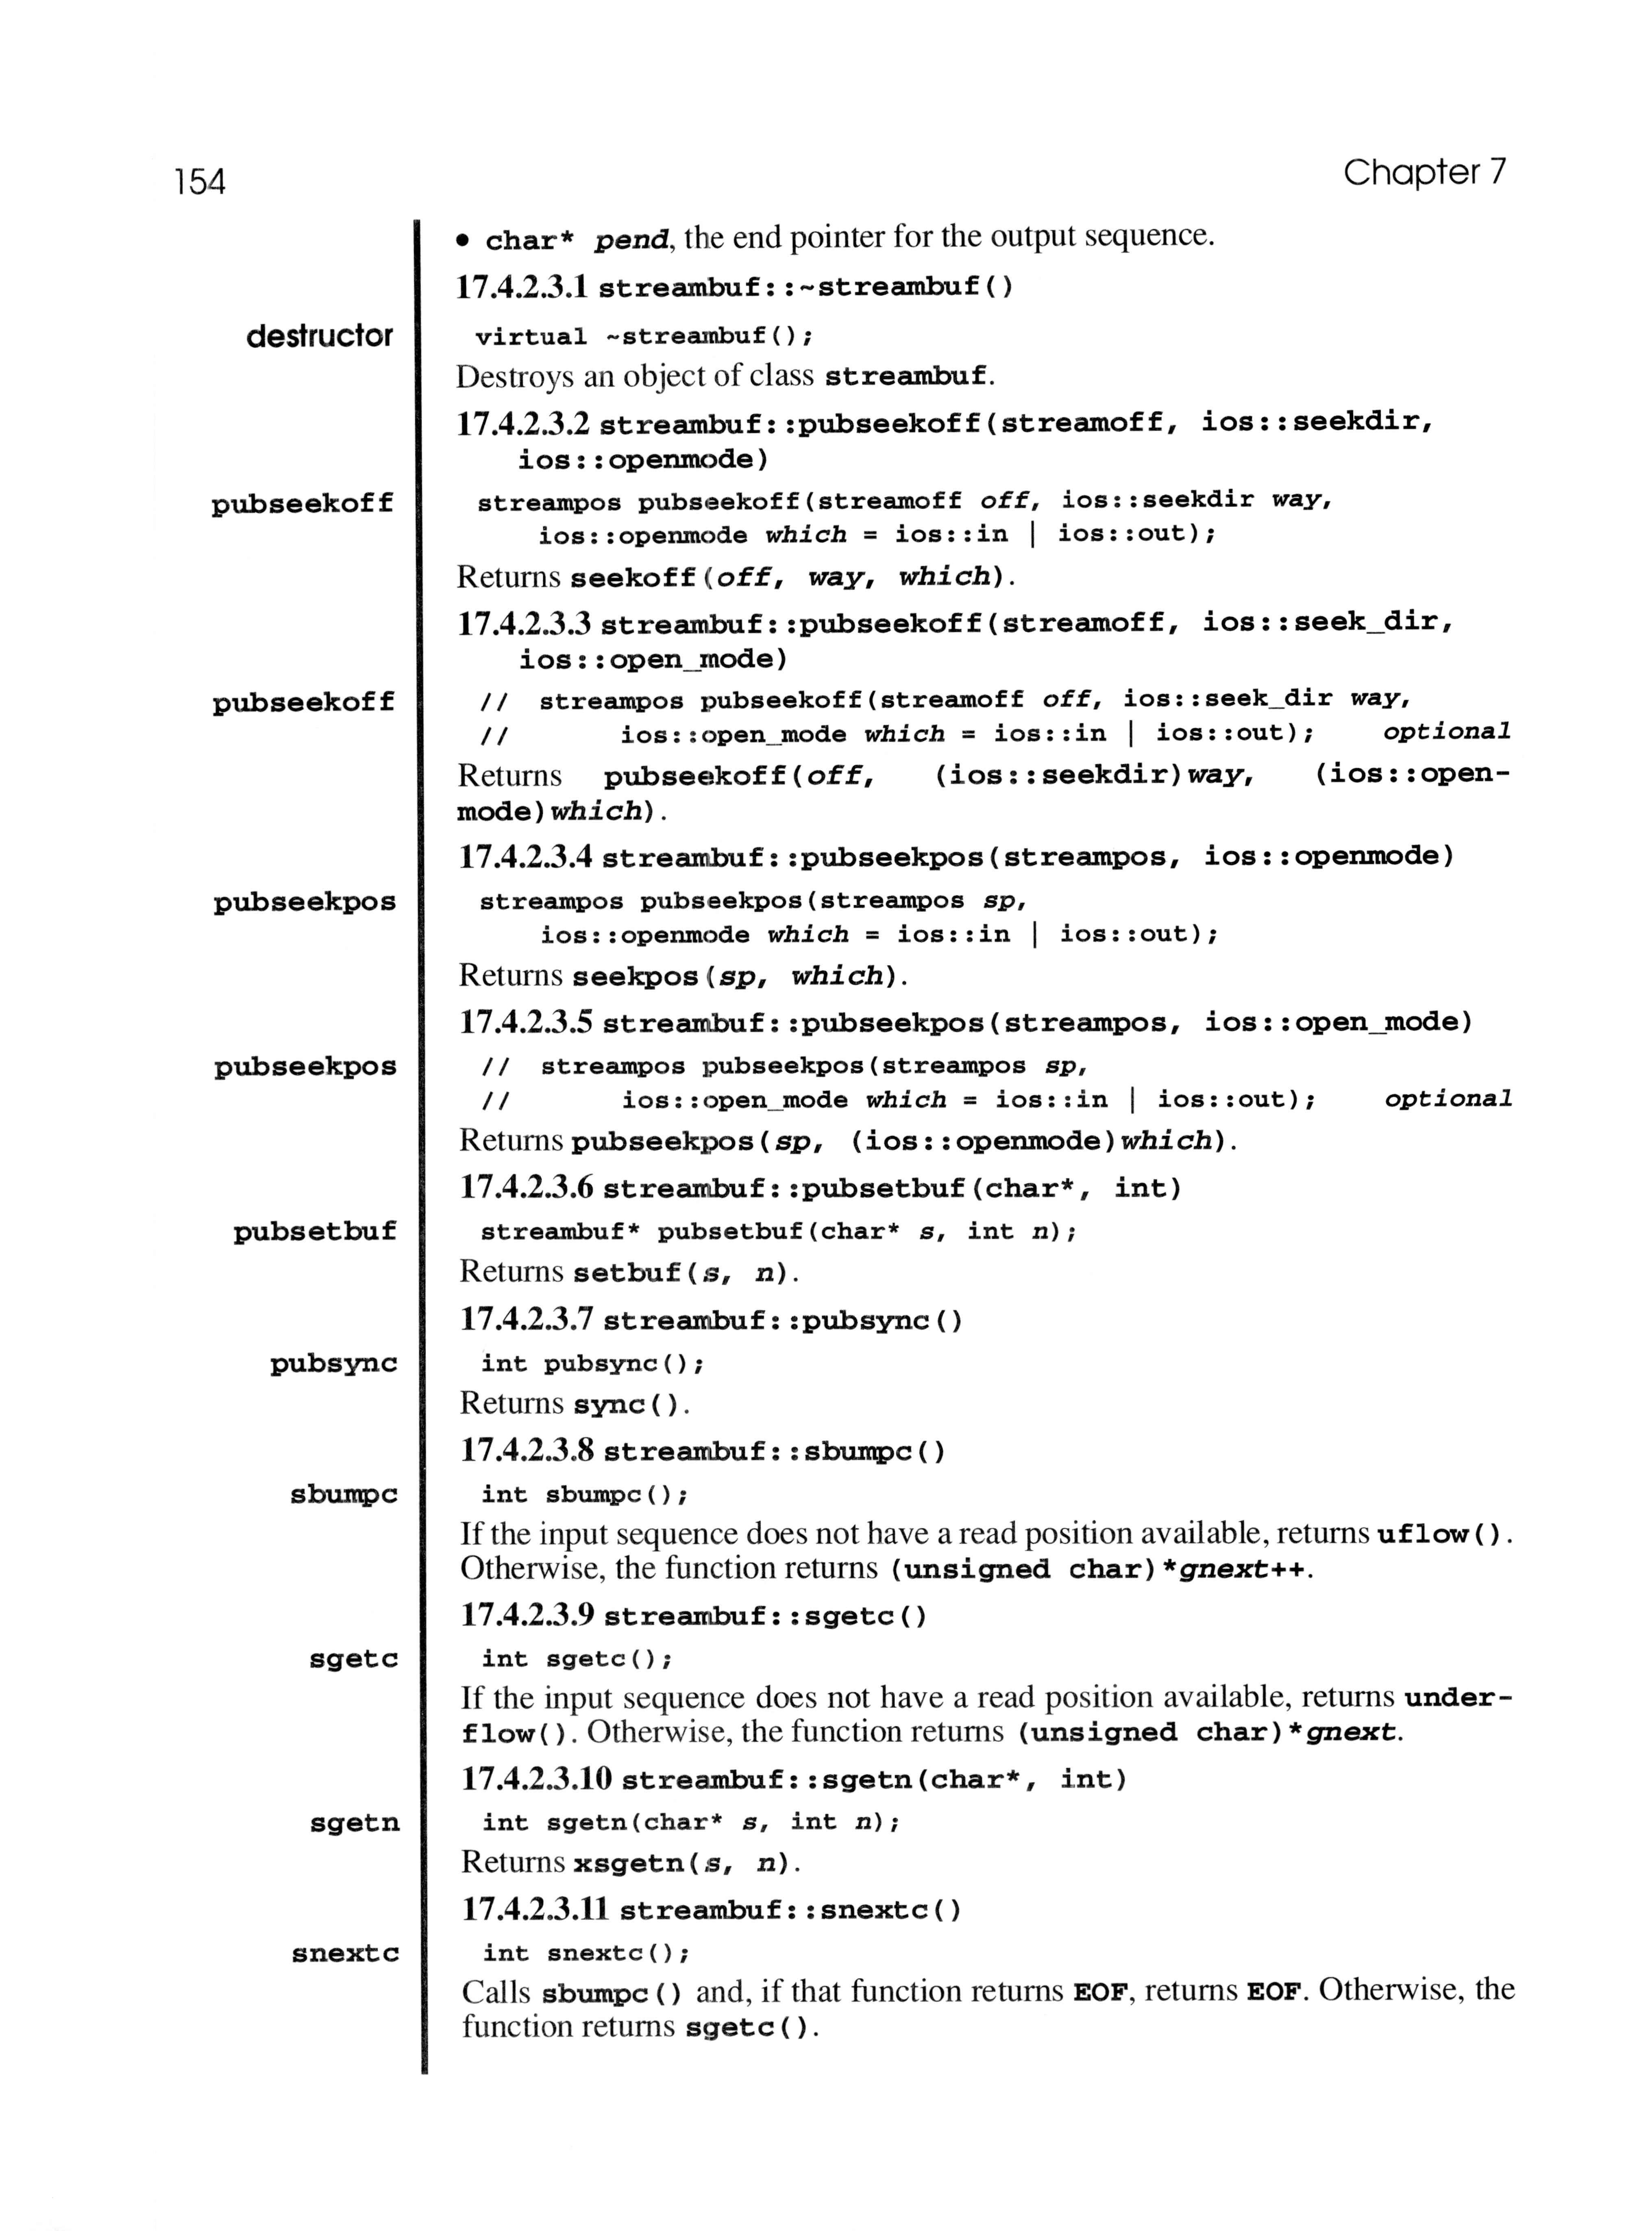 154
Chapter 7
• char* pend, the end pointer for the output sequence.
17.4.2.3.1 streambuf::~streambuf()
destructor
virtual ~streambuf();
Destroys an object of class streambuf.
17.4.2.3.2 streambuf::pubseekoff(streamoff, ios::seekdir,
ios::openmode)
pubseekoff
streampos pubseekoff(streamoff off, ios::seekdir way,
ios::openmode which = ios::in | ios::out);
Returns seekoff(off, way, which).
17.4.2.3.3 streambuf::pubseekoff(streamoff, ios::seek_dir,
ios::open_mode)
pubseekoff
// streampos pubseekoff(streamoff off, ios::seek_dir way,
// ios::open_mode which = ios::in | ios::out); optional
Returns pubseekoff(off, (ios::seekdir)way, (ios::open-
mode)which).
17.4.2.3.4 streambuf::pubseekpos(streampos, ios::openmode)
pubseekpos
streampos pubseekpos(streampos sp,
ios::openmode which = ios::in | ios::out);
Returns seekpos(sp, which).
17.4.2.3.5 streambuf::pubseekpos(streampos, ios::open_mode)
pubseekpos
// streampos pubseekpos(streampos sp,
// ios::open_mode which = ios::in | ios::out); optional
Returns pubseekpos(sp, (ios::openmode)which).
17.4.2.3.6 streambuf::pubsetbuf(char*, int)
pubsetbuf
streambuf* pubsetbuf(char* s, int n);
Returns setbuf(s, n).
17.4.2.3.7 streambuf::pubsync()
pubsync
int pubsync();
Returns sync().
17.4.2.3.8 streambuf::sbumpc()
sbumpc
int sbumpc();
If the input sequence does not have a read position available, returns uflow().
Otherwise, the function returns (unsigned char)*gnext++.
17.4.2.3.9 streambuf::sgetc()
sgetc
int sgetc();
If the input sequence does not have a read position available, returns under-
flow(). Otherwise, the function returns (unsigned char)*gnext.
17.4.2.3.10 streambuf::sgetn(char*, int)
sgetn
int sgetn(char* s, int n);
Returns xsgetn(s, n).
17.4.2.3.11 streambuf::snextc()
snextc
int snextc();
Calls sbumpc() and, if that function returns EOF, returns EOF. Otherwise, the
function returns sgetc().